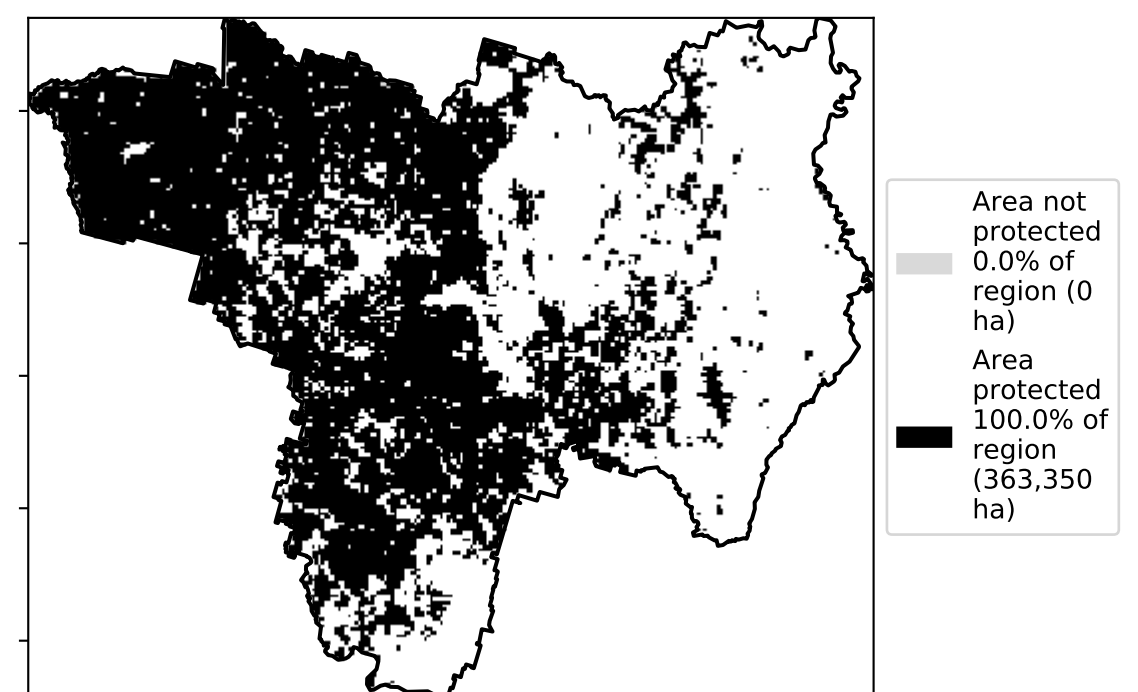 Area not
protected
0.0% of
region (0
ha)
Area
protected
100.0% of
region
(363,350
ha)